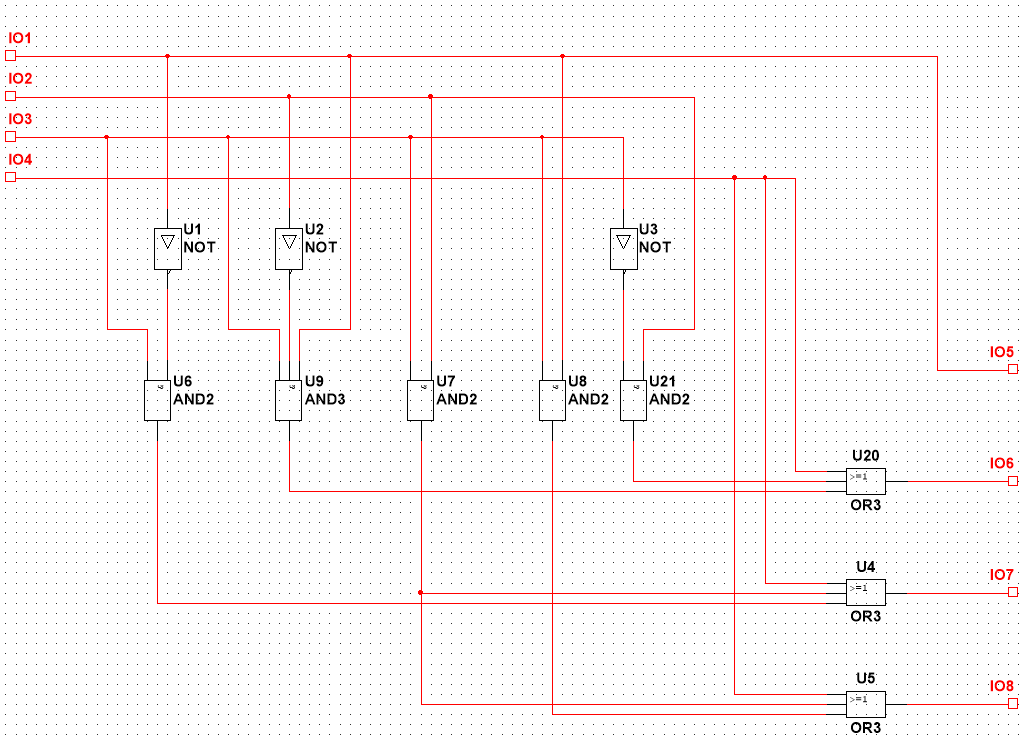 IO1
IO2
IO3
IO4
U1
NOT
U2
NOT
U3
NOT
IO5
&
U6
AND2
&
U9
AND3
&
U7
AND2
&
U8
AND2
&
U21
AND2
U20
>=1
OR3
IO6
U4
>=1
OR3
IO7
U5
>=1
OR3
IO8